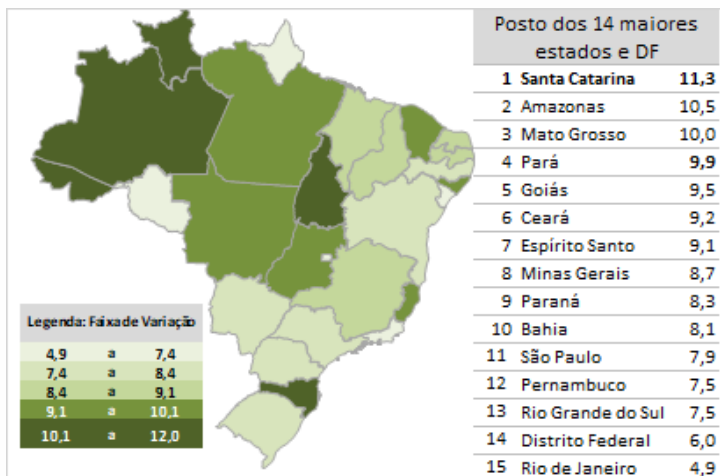 Posto dos 14 maiores
estados e DF
1 Santa Catarina 11,3
2 Amazonas 10,5
3 Mato Grosso 10,0
4 Pará 9,9
5 Goiás 9,5
6 Ceará 9,2
7 Espírito Santo 9,1
8 Minas Gerais 8,7
9 Paraná 8,3
10 Bahia 8,1
11 São Paulo 7,9
12 Pernambuco 7,5
13 Rio Grande do Sul 7,5
14 Distrito Federal 6,0
15 Rio de Janeiro 4,9
Legenda: Faixa de Variação
4,9 a 7,4
7,4 a 8,4
8,4 a 9,1
9,1 a 10,1
10,1 a 12,0